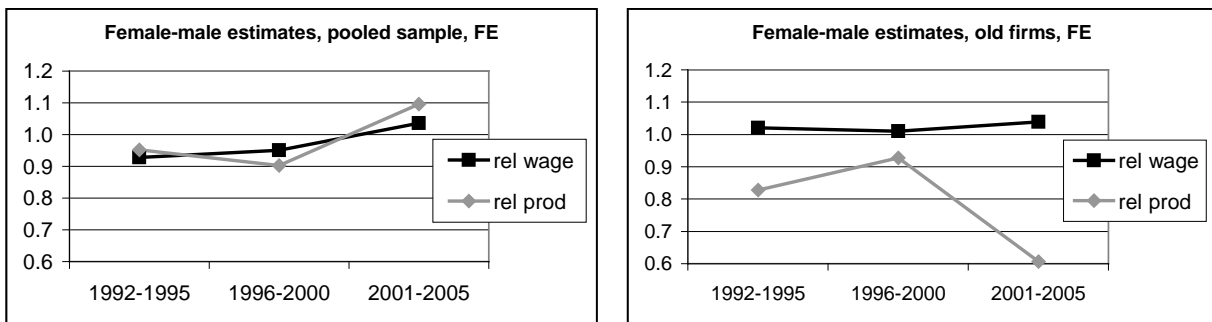 Female-male estimates, pooled sample, FE
1.2
1.1
1.0
0.9
0.8
0.7
0.6
1992-1995 1996-2000 2001-2005
rel wage
rel prod
Female-male estimates, old firms, FE
1.2
1.1
1.0
0.9
0.8
0.7
0.6
1992-1995 1996-2000 2001-2005
rel wage
rel prod